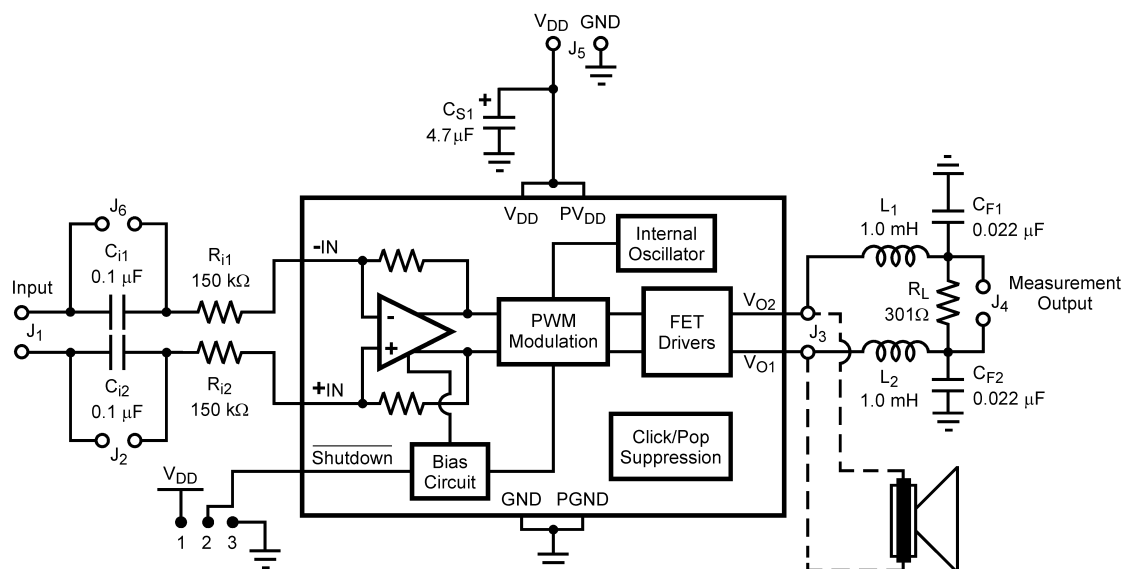 VDD GND
J5
CS1
+
4.7µF
VDD PVDD
J6
Ci1
0.1 µF
Ri1
150 kΩ
Input
J1
Ci2
0.1 µF
Ri2
150 kΩ
J2
-IN
+IN
-
+
Internal
Oscillator
PWM
Modulation
FET
Drivers
VO2
VO1
J3
Click/Pop
Suppression
Shutdown
Bias
Circuit
GND PGND
VDD
1 2 3
L1
1.0 mH
CF1
0.022 µF
RL
301Ω
J4
Measurement
Output
L2
1.0 mH
CF2
0.022 µF